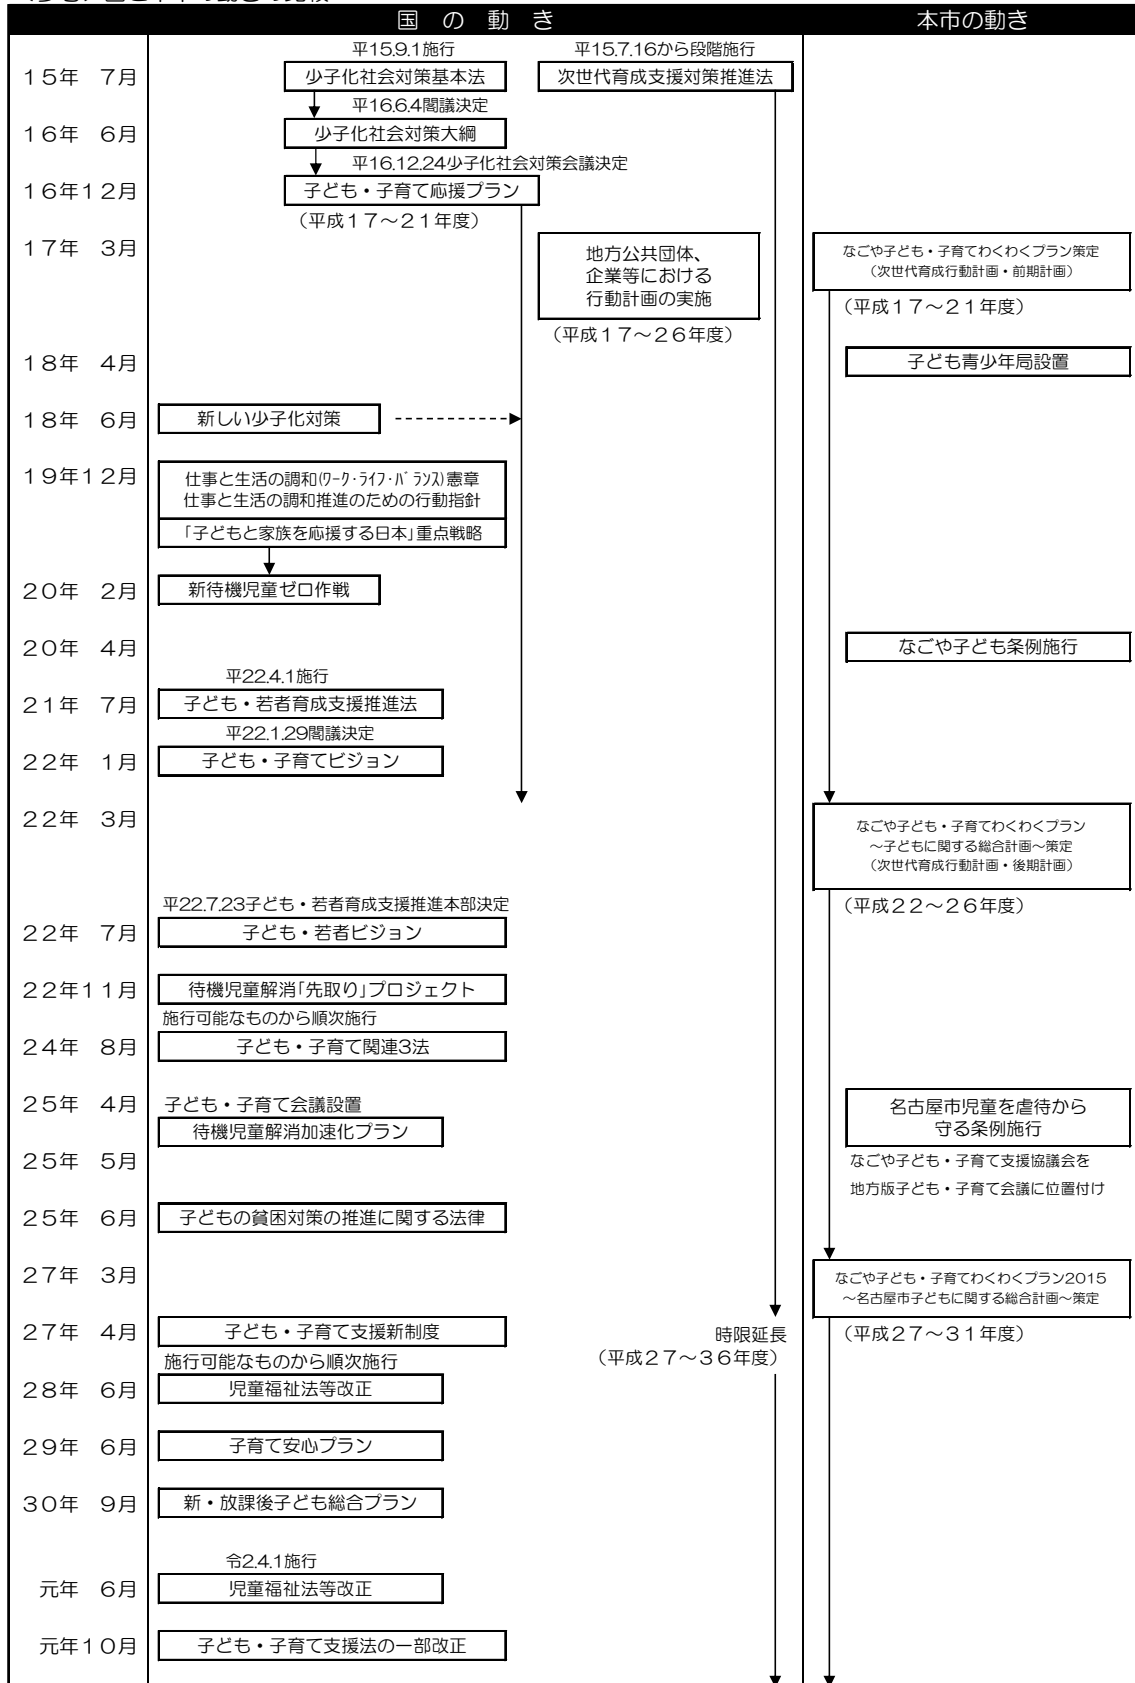 国の動き
本市の動き
平15.9.1施行
平15.7.16から段階施行
15年 7月
少子化社会対策基本法
次世代育成支援対策推進法
平16.6.4閣議決定
16年 6月
少子化社会対策大綱
平16.12.24少子化社会対策会議決定
16年12月
子ども・子育て応援プラン
（平成17～21年度）
17年 3月
地方公共団体、
企業等における
行動計画の実施
（平成17～26年度）
なごや子ども・子育てわくわくプラン策定
（次世代育成行動計画・前期計画）
（平成17～21年度）
18年 4月
子ども青少年局設置
18年 6月
新しい少子化対策
19年12月
仕事と生活の調和(ﾜｰｸ･ﾗｲﾌ･ﾊﾞﾗﾝｽ)憲章
仕事と生活の調和推進のための行動指針
「子どもと家族を応援する日本」重点戦略
20年 2月
新待機児童ゼロ作戦
20年 4月
なごや子ども条例施行
平22.4.1施行
21年 7月
子ども・若者育成支援推進法
平22.1.29閣議決定
22年 1月
子ども・子育てビジョン
22年 3月
なごや子ども・子育てわくわくプラン
～子どもに関する総合計画～策定
（次世代育成行動計画・後期計画）
（平成22～26年度）
平22.7.23子ども・若者育成支援推進本部決定
22年 7月
子ども・若者ビジョン
22年11月
待機児童解消「先取り」プロジェクト
施行可能なものから順次施行
24年 8月
子ども・子育て関連3法
25年 4月
子ども・子育て会議設置
待機児童解消加速化プラン
名古屋市児童を虐待から
守る条例施行
25年 5月
なごや子ども・子育て支援協議会を
地方版子ども・子育て会議に位置付け
25年 6月
子どもの貧困対策の推進に関する法律
27年 3月
なごや子ども・子育てわくわくプラン2015
～名古屋市子どもに関する総合計画～策定
（平成27～31年度）
27年 4月
子ども・子育て支援新制度
時限延長
（平成27～36年度）
施行可能なものから順次施行
28年 6月
児童福祉法等改正
29年 6月
子育て安心プラン
30年 9月
新・放課後子ども総合プラン
令2.4.1施行
元年 6月
児童福祉法等改正
元年10月
子ども・子育て支援法の一部改正